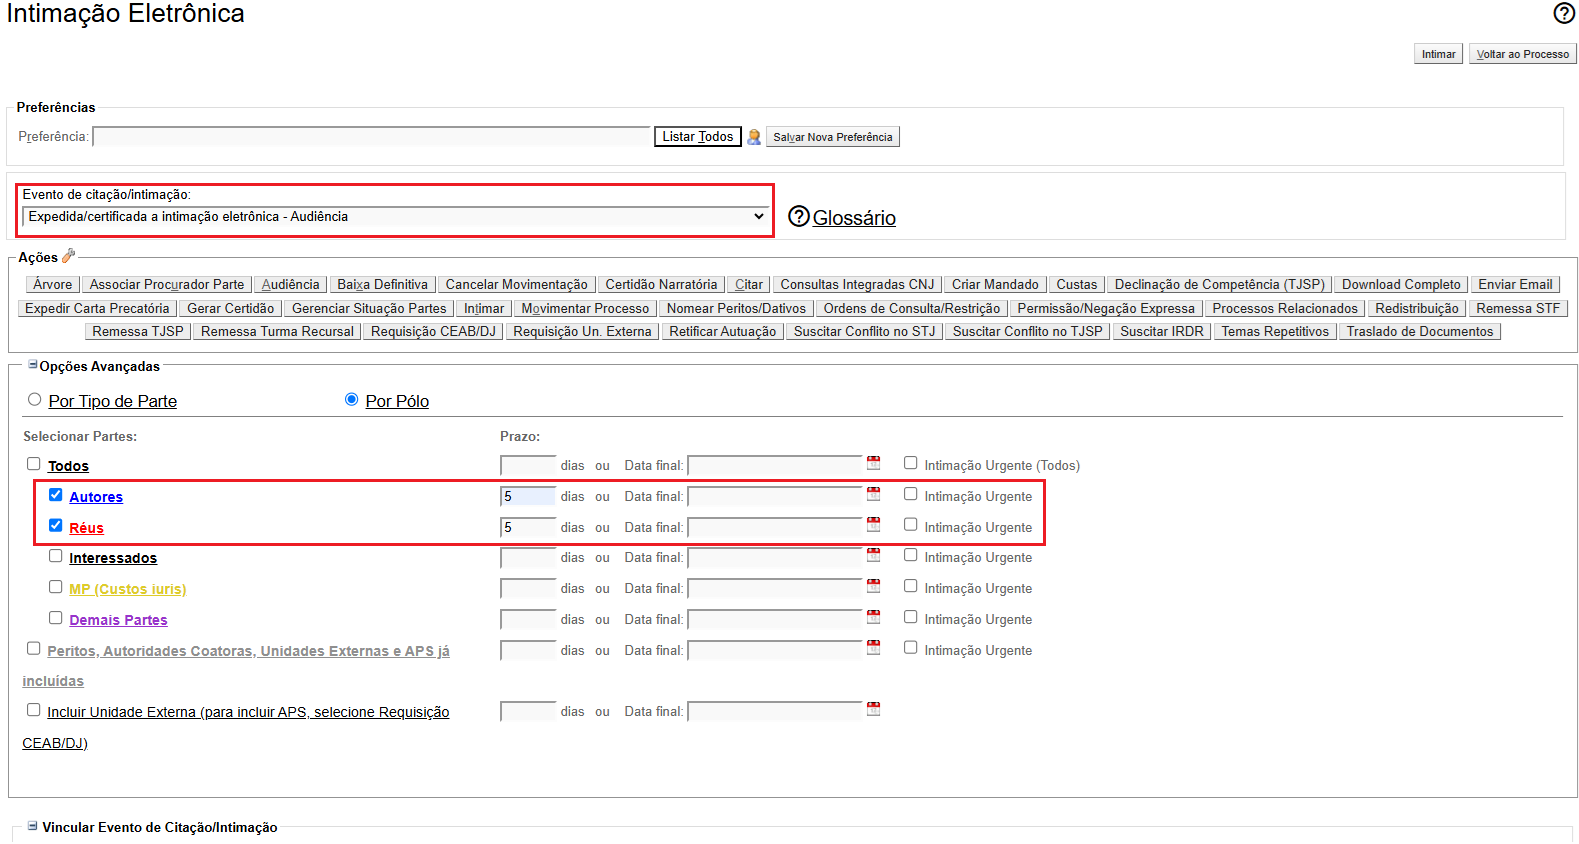 Intimação Eletrônica
Intimar Voltar ao Processo
Preferências
Preferência: Listar Todos Salvar Nova Preferência
Evento de citação/intimação:
Expedida/certificada a intimação eletrônica - Audiência
Glossário
Ações
Árvore Associar Procurador Parte Audiência Baixa Definitiva Cancelar Movimentação Certidão Narratória Citar Consultas Integradas CNJ Criar Mandado Custas Declinação de Competência (TJSP) Download Completo Enviar Email
Expedir Carta Precatória Gerar Certidão Gerenciar Situação Partes Intimar Movimentar Processo Nomear Peritos/Dativos Ordens de Consulta/Restrição Permissão/Negação Expressa Processos Relacionados Redistribuição Remessa STF
Remessa TJSP Remessa Turma Recursal Requisição CEAB/DJ Requisição Un. Externa Retificar Autuação Suscitar Conflito no STJ Suscitar Conflito no TJSP Suscitar IRDR Temas Repetitivos Traslado de Documentos
Opções Avançadas
Por Tipo de Parte Por Pólo
Selecionar Partes: Prazo:
Todos dias ou Data final: Intimação Urgente (Todos)
Autores 5 dias ou Data final: Intimação Urgente
Réus 5 dias ou Data final: Intimação Urgente
Interessados dias ou Data final: Intimação Urgente
MP (Custos iuris) dias ou Data final: Intimação Urgente
Demais Partes dias ou Data final: Intimação Urgente
Peritos, Autoridades Coatoras, Unidades Externas e APS já dias ou Data final: Intimação Urgente
incluídas
Incluir Unidade Externa (para incluir APS, selecione Requisição dias ou Data final:
CEAB/DJ)
Vincular Evento de Citação/Intimação